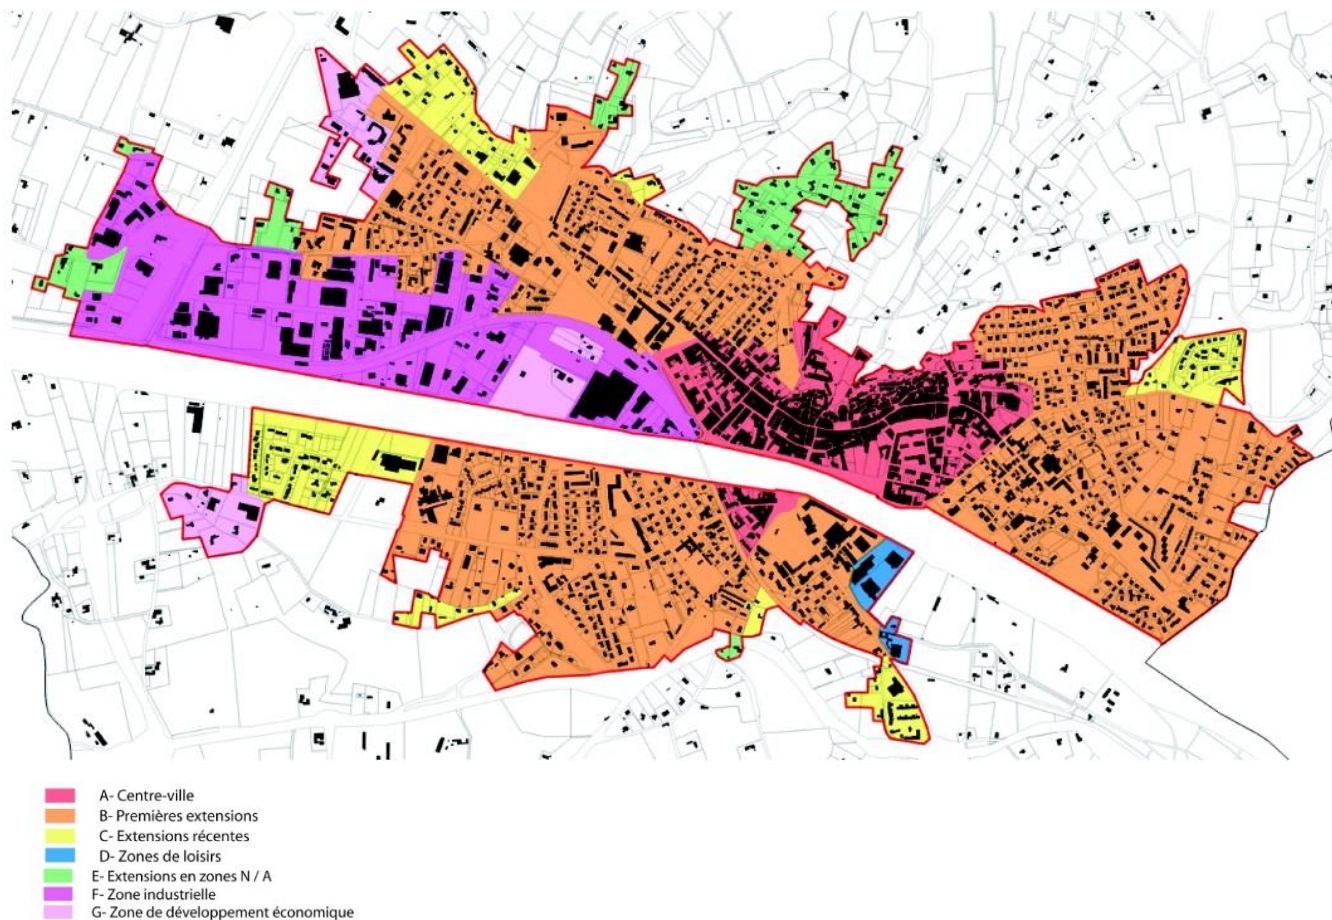 A- Centre-ville
B- Premières extensions
C- Extensions récentes
D- Zones de loisirs
E- Extensions en zones N / A
F- Zone industrielle
G- Zone de développement économique